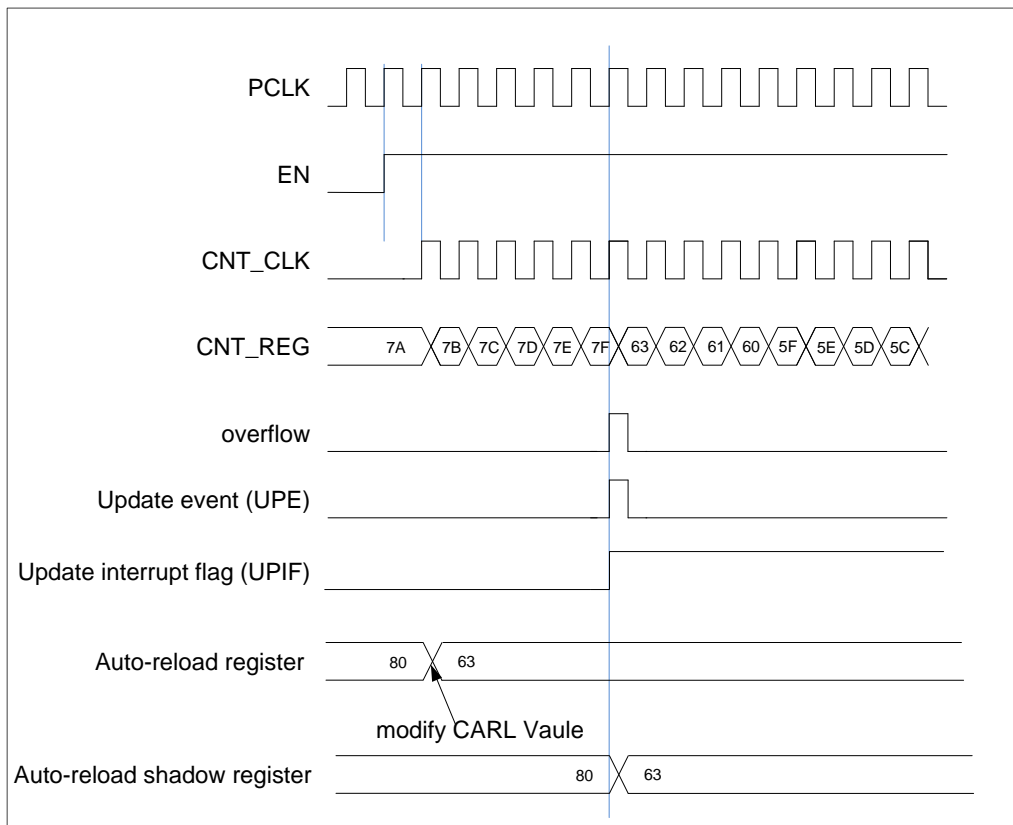 PCLK
EN
CNT_CLK
CNT_REG 7A 7B 7C 7D 7E 7F 63 62 61 60 5F 5E 5D 5C
overflow
Update event (UPE)
Update interrupt flag (UPIF)
Auto-reload register 80 63
modify CARL Vaule
Auto-reload shadow register 80 63